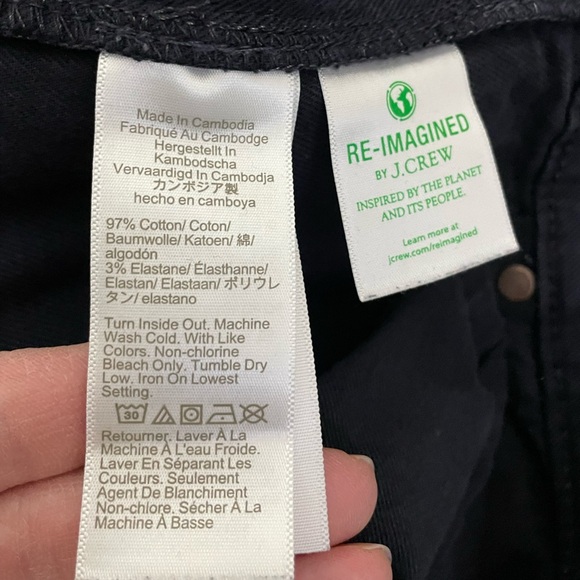 Made In Cambodia
Fabriqué Au Cambodge
Hergestellt In
Kambodscha
Vervaardigd In Cambodja
カンボジア製
hecho en camboya
97% Cotton/ Coton/
Baumwolle/ Katoen/ 綿/
algodón
3% Elastane/ Élasthanne/
Elastan/ Elastaan/ ポリウレ
タン/ elastano
Turn Inside Out. Machine
Wash Cold. With Like
Colors. Non-chlorine
Bleach Only. Tumble Dry
Low. Iron On Lowest
Setting.
30
Retourner. Laver À La
Machine À L'eau Froide.
Laver En Séparant Les
Couleurs. Seulement
Agent De Blanchiment
Non-chlore. Sécher À La
Machine À Basse
RE-IMAGINED
BY J.CREW
INSPIRED BY THE PLANET
AND ITS PEOPLE.
Learn more at
jcrew.com/reimagined